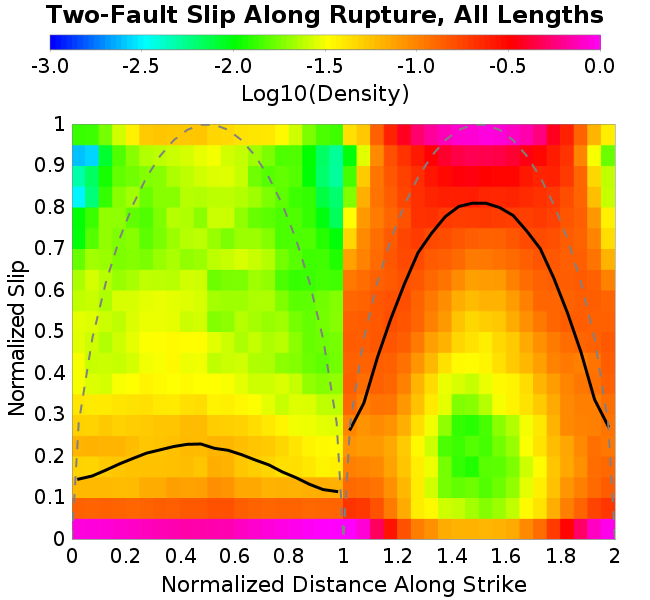 Two-Fault Slip Along Rupture, All Lengths
-3.0 -2.5 -2.0 -1.5 -1.0 -0.5 0.0
Log10(Density)
1
0.9
0.8
0.7
0.6
0.5
0.4
0.3
0.2
0.1
0
Normalized Slip
0 0.2 0.4 0.6 0.8 1 1.2 1.4 1.6 1.8 2
Normalized Distance Along Strike